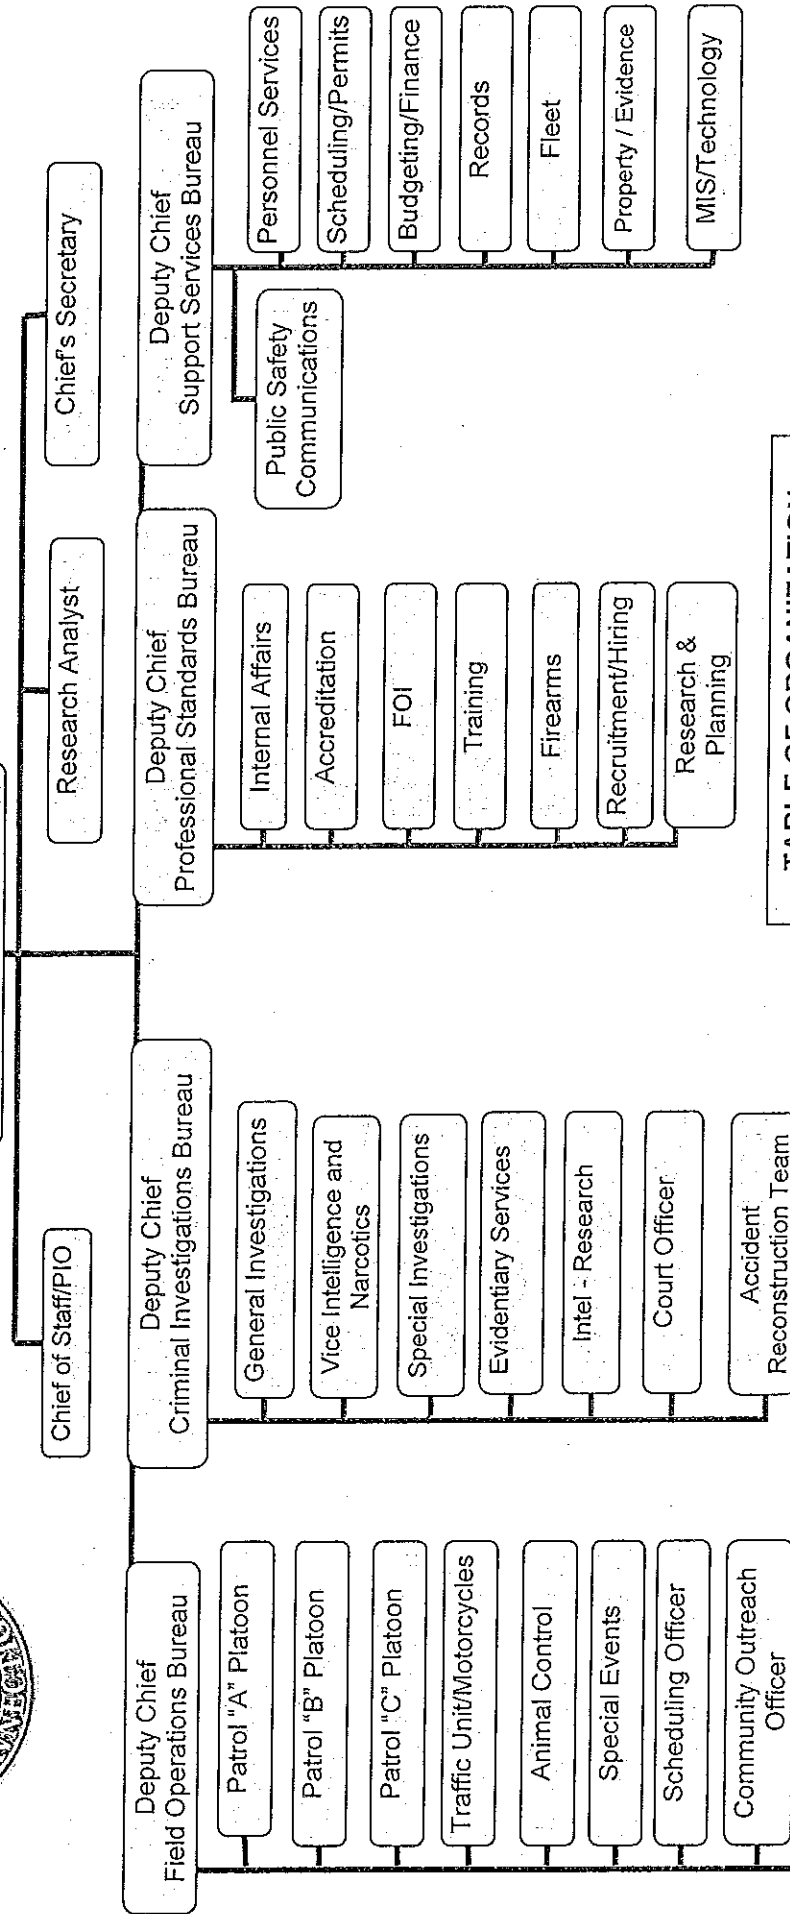 Chief of Staff/PIO
Research Analyst
Chief's Secretary
Deputy Chief
Field Operations Bureau
Patrol "A" Platoon
Patrol "B" Platoon
Patrol "C" Platoon
Traffic Unit/Motorcycles
Animal Control
Special Events
Scheduling Officer
Community Outreach
Officer
Deputy Chief
Criminal Investigations Bureau
General Investigations
Vice Intelligence and
Narcotics
Special Investigations
Evidentiary Services
Intel - Research
Court Officer
Accident
Reconstruction Team
Deputy Chief
Professional Standards Bureau
Internal Affairs
Accreditation
FOI
Training
Firearms
Recruitment/Hiring
Research &
Planning
Deputy Chief
Support Services Bureau
Public Safety
Communications
Personnel Services
Scheduling/Permits
Budgeting/Finance
Records
Fleet
Property / Evidence
MIS/Technology
TABLE OF ORGANIZATION